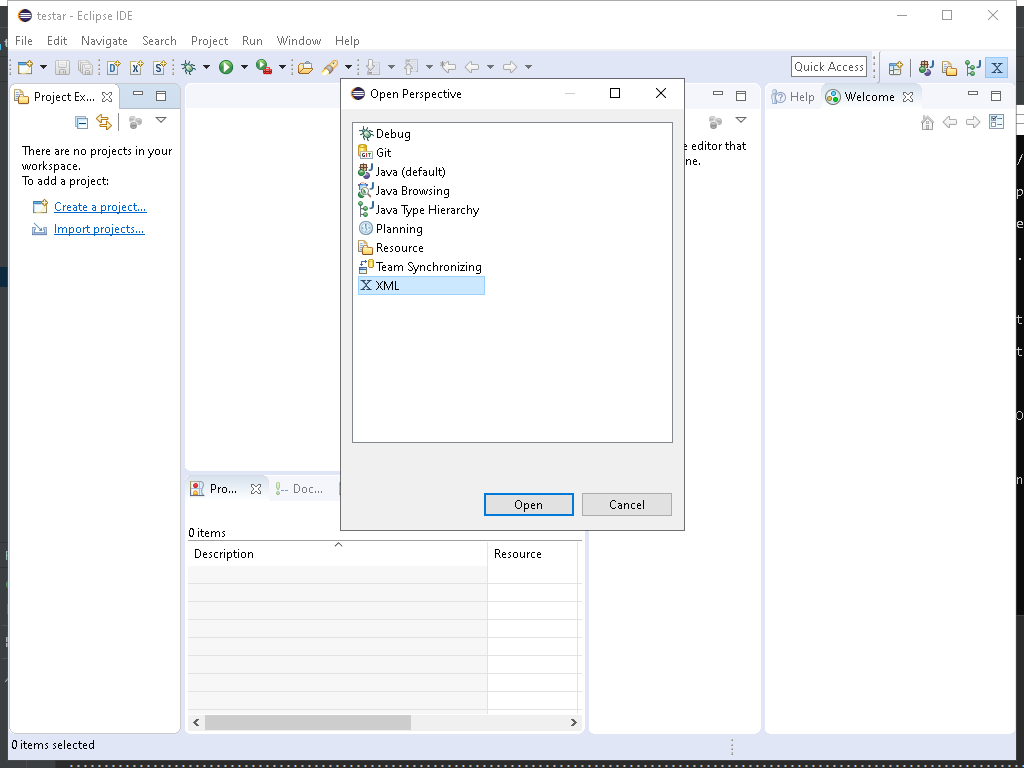 testar - Eclipse IDE
File Edit Navigate Search Project Run Window Help
Quick Access
Project Ex...
There are no projects in your
workspace.
To add a project:
Create a project...
Import projects...
Open Perspective
Debug
Git
Java (default)
Java Browsing
Java Type Hierarchy
Planning
Resource
Team Synchronizing
XML
Open Cancel
editor that
Help Welcome
Pro... Doc...
0 items
Description Resource
0 items selected